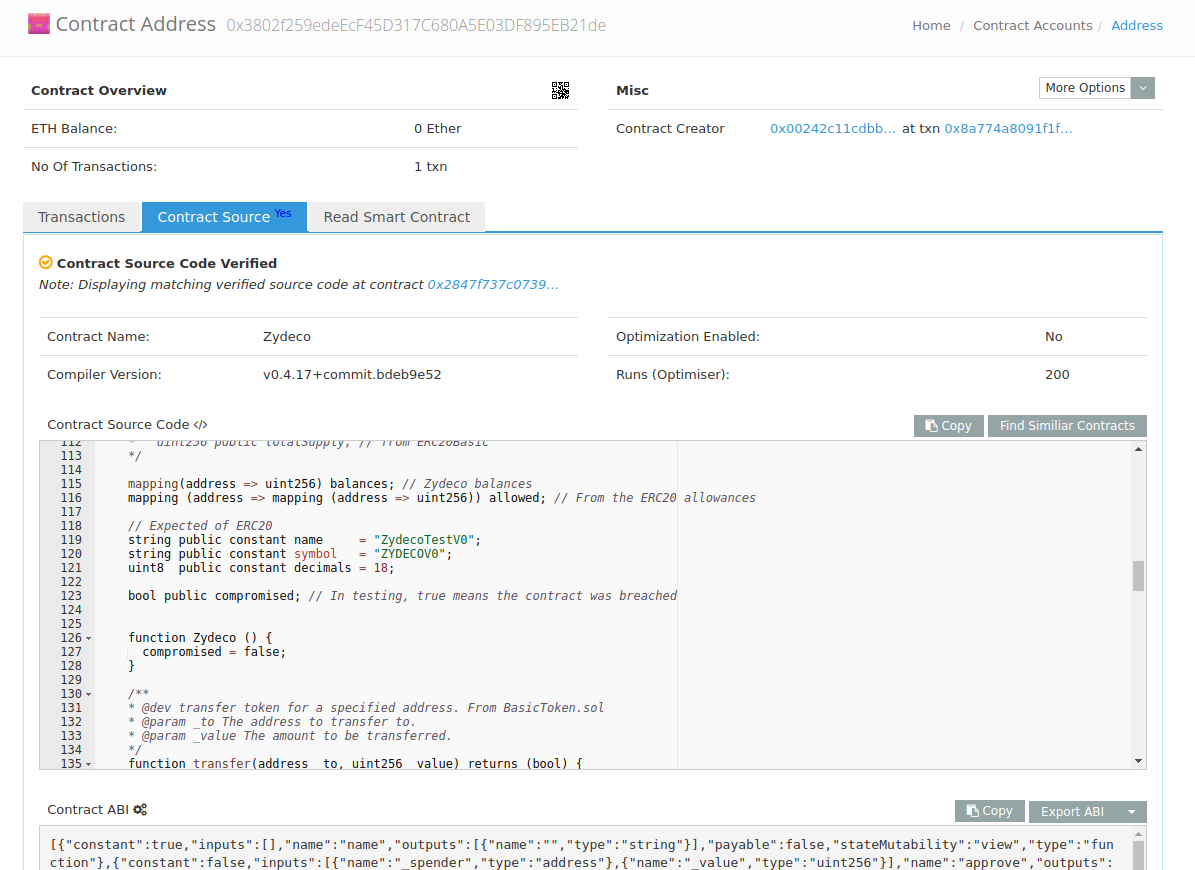 Contract Address 0x3802f259edeEcF45D317C680A5E03DF895EB21de
Home / Contract Accounts / Address
Contract Overview
ETH Balance: 0 Ether
No Of Transactions: 1 txn
Misc
More Options
Contract Creator 0x00242c11cdbb... at txn 0x8a774a8091f1f...
Transactions
Contract Source Yes
Read Smart Contract
Contract Source Code Verified
Note: Displaying matching verified source code at contract 0x2847f737c0739...
Contract Name: Zydeco
Compiler Version: v0.4.17+commit.bdeb9e52
Optimization Enabled: No
Runs (Optimiser): 200
Contract Source Code </>
Copy
Find Similiar Contracts
112 * uint256 public totalSupply; // from ERC20Basic
113 */
114
115 mapping(address => uint256) balances; // Zydeco balances
116 mapping (address => mapping (address => uint256)) allowed; // From the ERC20 allowances
117
118 // Expected of ERC20
119 string public constant name = "ZydecoTestV0";
120 string public constant symbol = "ZYDECOV0";
121 uint8 public constant decimals = 18;
122
123 bool public compromised; // In testing, true means the contract was breached
124
125
126 function Zydeco () {
127 compromised = false;
128 }
129
130 /**
131 * @dev transfer token for a specified address. From BasicToken.sol
132 * @param _to The address to transfer to.
133 * @param _value The amount to be transferred.
134 */
135 function transfer(address _to, uint256 _value) returns (bool) {
Contract ABI
Copy
Export ABI
[{"constant":true,"inputs":[],"name":"name","outputs":[{"name":"","type":"string"}],"payable":false,"stateMutability":"view","type":"fun
ction"},{"constant":false,"inputs":[{"name":"_spender","type":"address"},{"name":"_value","type":"uint256"}],"name":"approve","outputs":